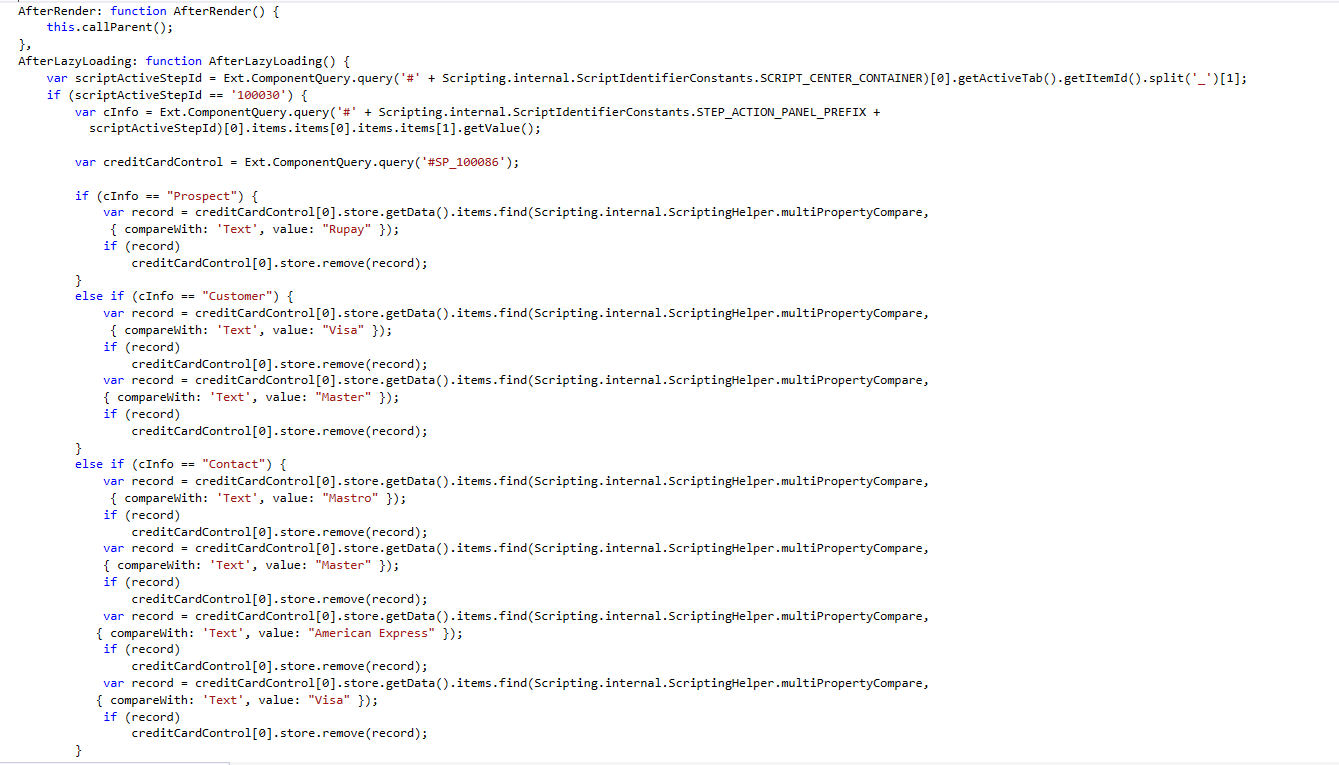 AfterRender: function AfterRender() {
this.callParent();
},
AfterLazyLoading: function AfterLazyLoading() {
var scriptActiveStepId = Ext.ComponentQuery.query('#' + Scripting.internal.ScriptIdentifierConstants.SCRIPT_CENTER_CONTAINER)[0].getActiveTab().getItemId().split('_')[1];
if (scriptActiveStepId == '100030') {
var cInfo = Ext.ComponentQuery.query('#' + Scripting.internal.ScriptIdentifierConstants.STEP_ACTION_PANEL_PREFIX +
scriptActiveStepId)[0].items.items[0].items.items[1].getValue();
var creditCardControl = Ext.ComponentQuery.query('#SP_100086');
if (cInfo == "Prospect") {
var record = creditCardControl[0].store.getData().items.find(Scripting.internal.ScriptingHelper.multiPropertyCompare,
{ compareWith: 'Text', value: "Rupay" });
if (record)
creditCardControl[0].store.remove(record);
}
else if (cInfo == "Customer") {
var record = creditCardControl[0].store.getData().items.find(Scripting.internal.ScriptingHelper.multiPropertyCompare,
{ compareWith: 'Text', value: "Visa" });
if (record)
creditCardControl[0].store.remove(record);
var record = creditCardControl[0].store.getData().items.find(Scripting.internal.ScriptingHelper.multiPropertyCompare,
{ compareWith: 'Text', value: "Master" });
if (record)
creditCardControl[0].store.remove(record);
}
else if (cInfo == "Contact") {
var record = creditCardControl[0].store.getData().items.find(Scripting.internal.ScriptingHelper.multiPropertyCompare,
{ compareWith: 'Text', value: "Mastro" });
if (record)
creditCardControl[0].store.remove(record);
var record = creditCardControl[0].store.getData().items.find(Scripting.internal.ScriptingHelper.multiPropertyCompare,
{ compareWith: 'Text', value: "Master" });
if (record)
creditCardControl[0].store.remove(record);
var record = creditCardControl[0].store.getData().items.find(Scripting.internal.ScriptingHelper.multiPropertyCompare,
{ compareWith: 'Text', value: "American Express" });
if (record)
creditCardControl[0].store.remove(record);
var record = creditCardControl[0].store.getData().items.find(Scripting.internal.ScriptingHelper.multiPropertyCompare,
{ compareWith: 'Text', value: "Visa" });
if (record)
creditCardControl[0].store.remove(record);
}